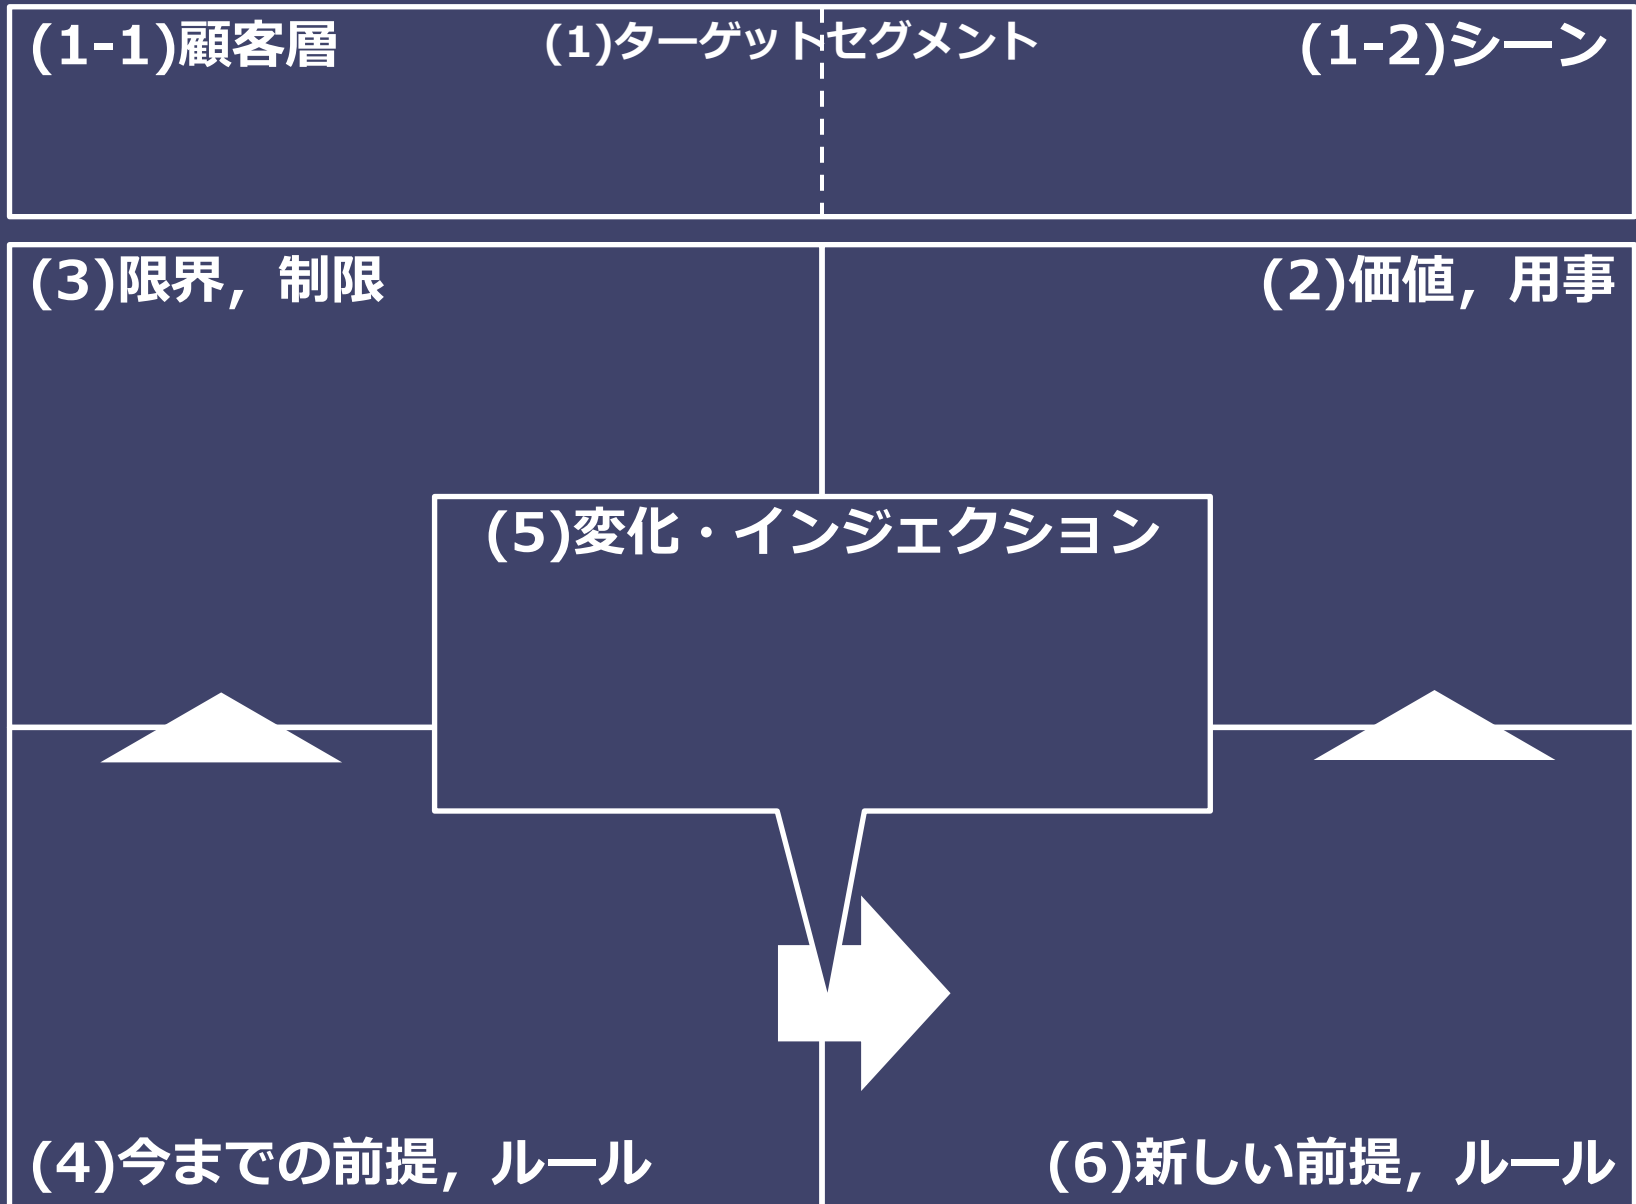 (1-1)顧客層
(1)ターゲットセグメント
(1-2)シーン
(3)限界，制限
(2)価値，用事
(5)変化・インジェクション
(4)今までの前提，ルール
(6)新しい前提，ルール